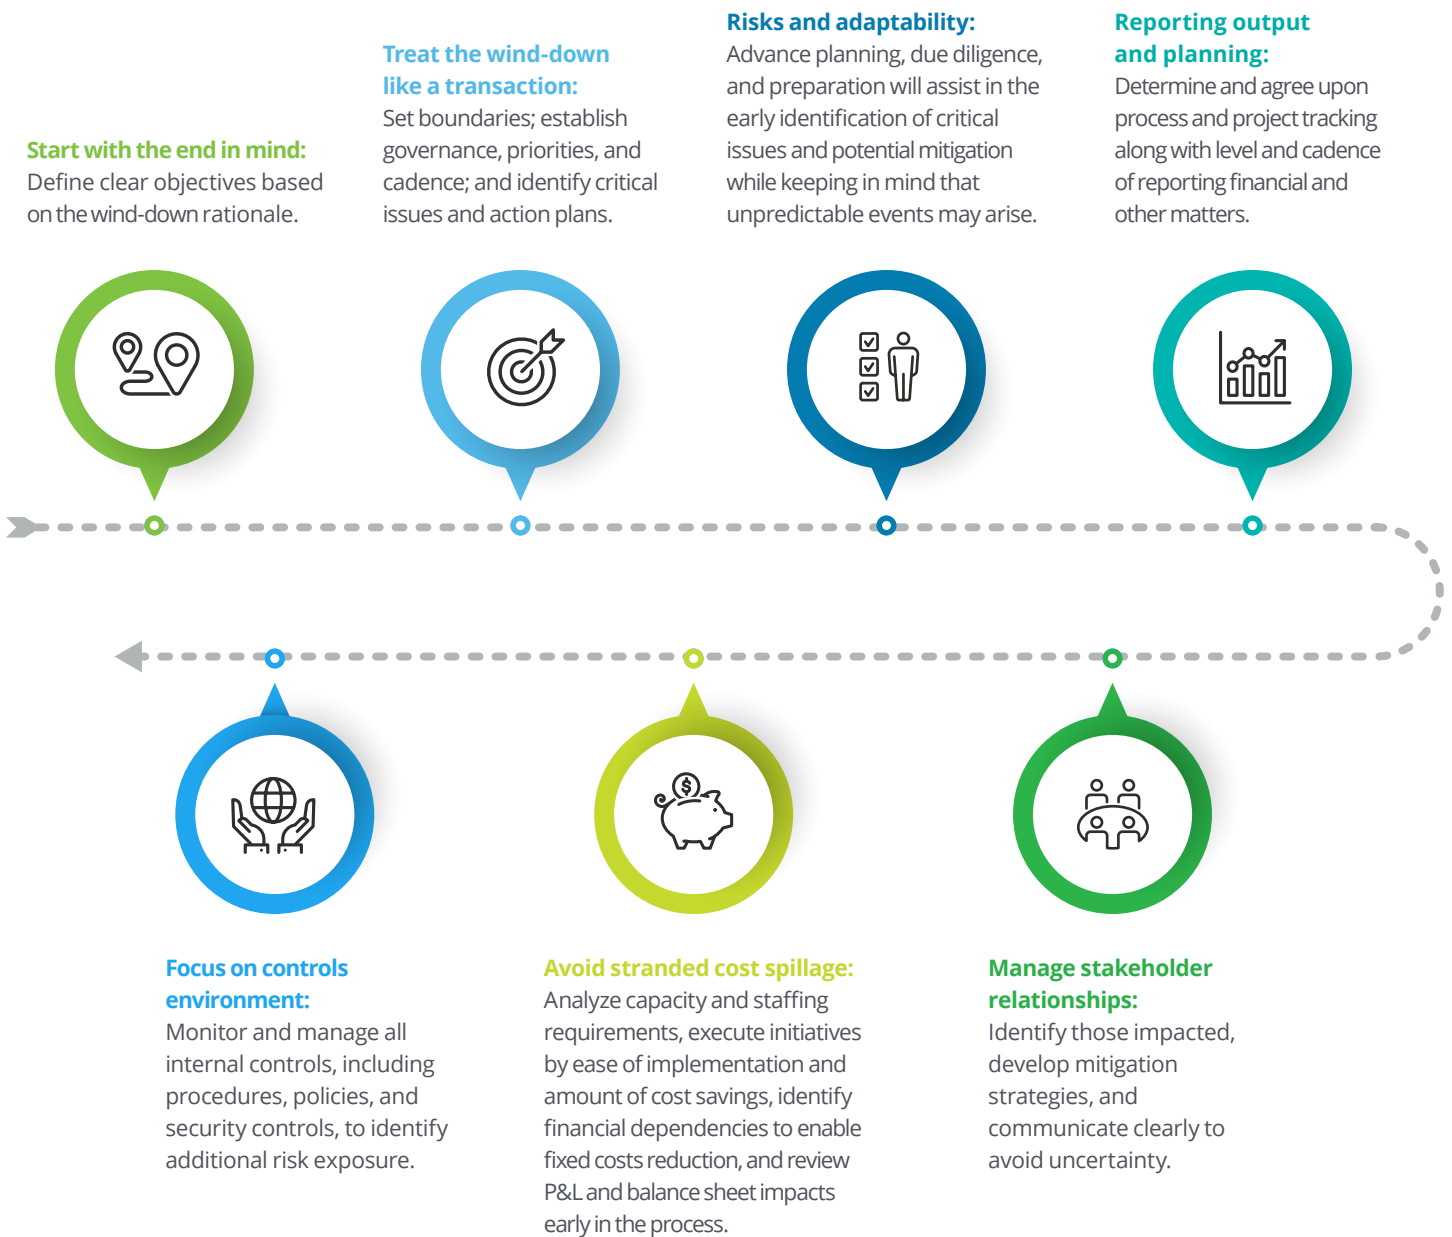 Start with the end in mind:
Define clear objectives based
on the wind-down rationale.
Treat the wind-down
like a transaction:
Set boundaries; establish
governance, priorities, and
cadence; and identify critical
issues and action plans.
Risks and adaptability:
Advance planning, due diligence,
and preparation will assist in the
early identification of critical
issues and potential mitigation
while keeping in mind that
unpredictable events may arise.
Reporting output
and planning:
Determine and agree upon
process and project tracking
along with level and cadence
of reporting financial and
other matters.
$
Manage stakeholder
relationships:
Identify those impacted,
develop mitigation
strategies, and
communicate clearly to
avoid uncertainty.
Avoid stranded cost spillage:
Analyze capacity and staffing
requirements, execute initiatives
by ease of implementation and
amount of cost savings, identify
financial dependencies to enable
fixed costs reduction, and review
P&L and balance sheet impacts
early in the process.
Focus on controls
environment:
Monitor and manage all
internal controls, including
procedures, policies, and
security controls, to identify
additional risk exposure.